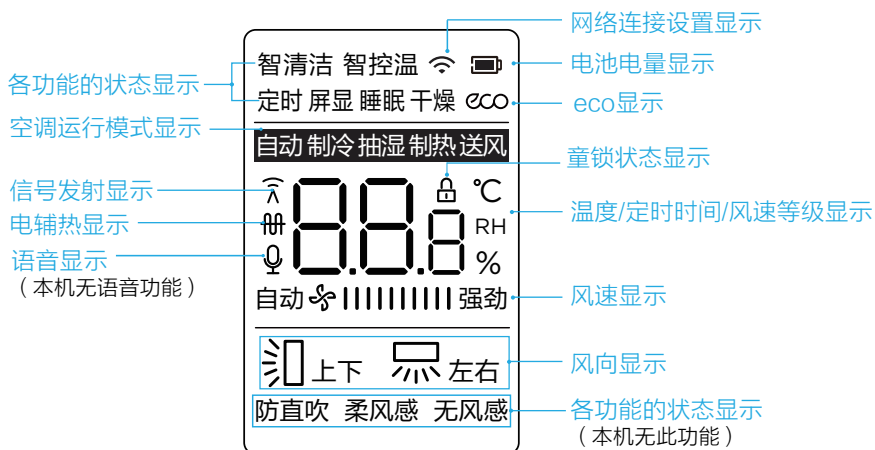 网络连接设置显示
智清洁 智控温
电池电量显示
各功能的状态显示
定时 屏显 睡眠 干燥 eco
eco显示
空调运行模式显示
自动 制冷 抽湿 制热 送风
童锁状态显示
信号发射显示
℃
电辅热显示
88.8
RH
温度/定时时间/风速等级显示
语音显示
%
（本机无语音功能）
自动 强劲
风速显示
上下 左右
风向显示
防直吹 柔风感 无风感
各功能的状态显示
（本机无此功能）